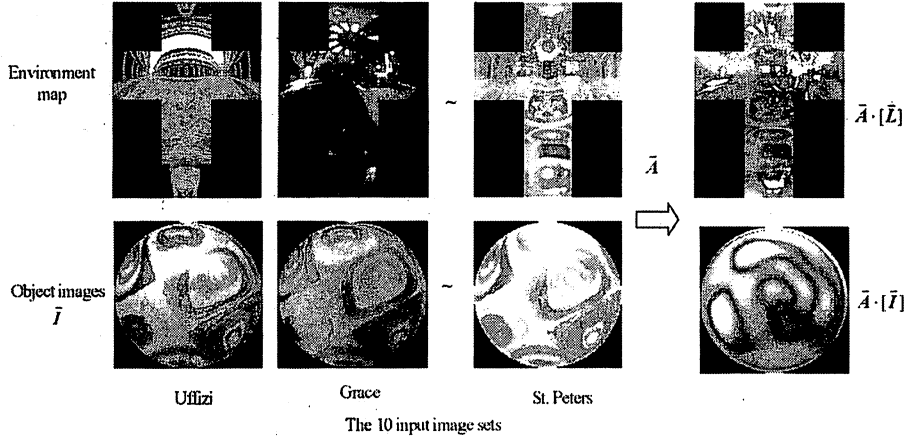 Environment
map
~
Ā
Ā · [L̂]
Object images
Ī
~
Ā · [Ī]
Uffizi
Grace
St. Peters
The 10 input image sets